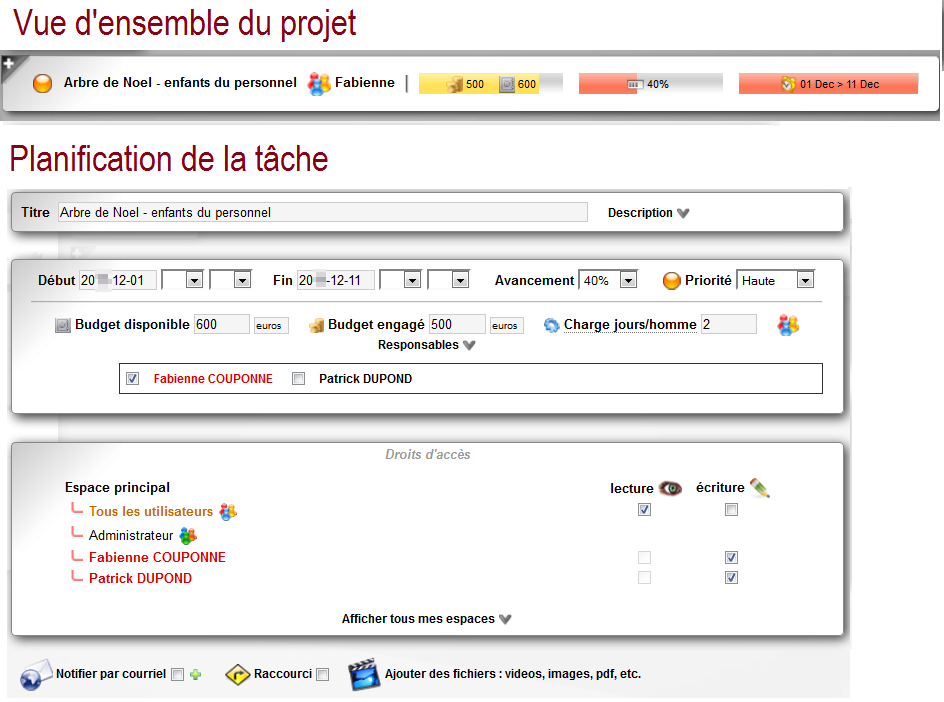 Vue d'ensemble du projet
Arbre de Noel - enfants du personnel Fabienne | 500 600 40% 01 Dec > 11 Dec
Planification de la tâche
Titre Arbre de Noel - enfants du personnel Description
Début 20 -12-01 Fin 20 -12-11 Avancement 40% Priorité Haute
Budget disponible 600 euros Budget engagé 500 euros Charge jours/homme 2
Responsables
Fabienne COUPONNE Patrick DUPOND
Droits d'accès
Espace principal lecture écriture
Tous les utilisateurs
Administrateur
Fabienne COUPONNE
Patrick DUPOND
Afficher tous mes espaces
Notifier par courriel Raccourci Ajouter des fichiers : videos, images, pdf, etc.